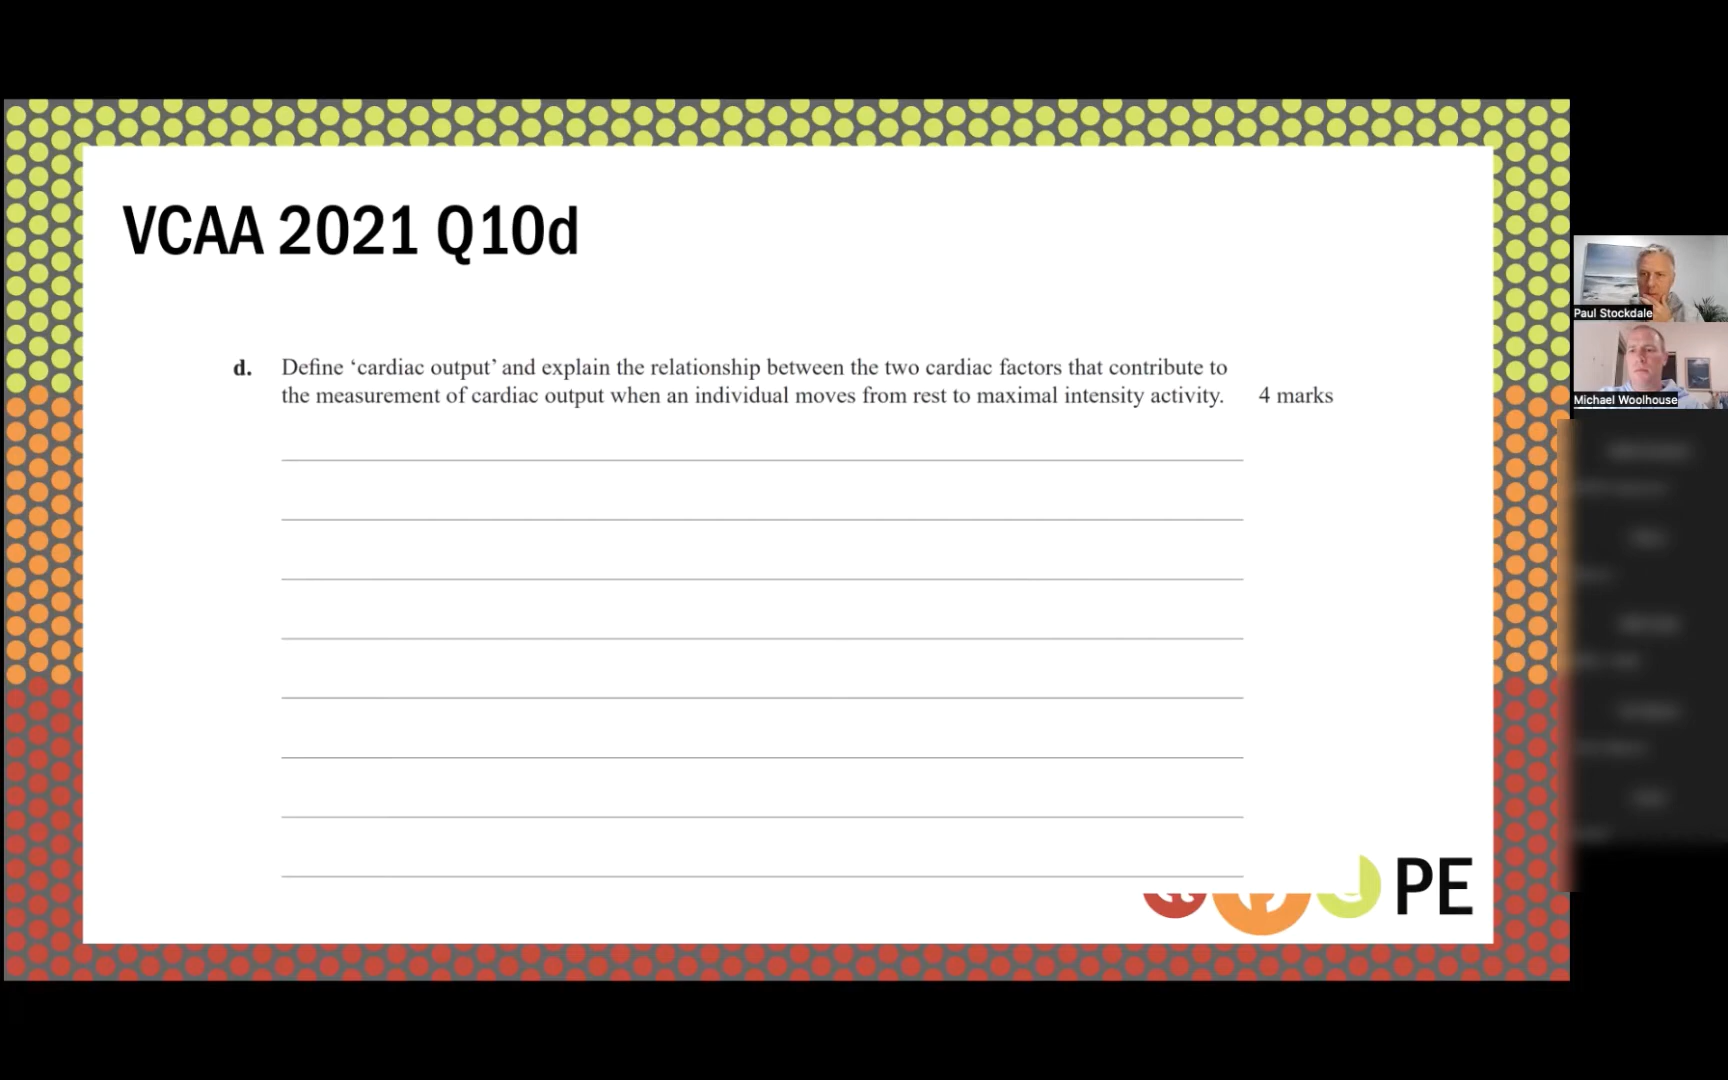 VCAA 2021 Q10d
d. Define ‘cardiac output’ and explain the relationship between the two cardiac factors that contribute to
the measurement of cardiac output when an individual moves from rest to maximal intensity activity. 4 marks
PE
Paul Stockdale
Michael Woolhouse